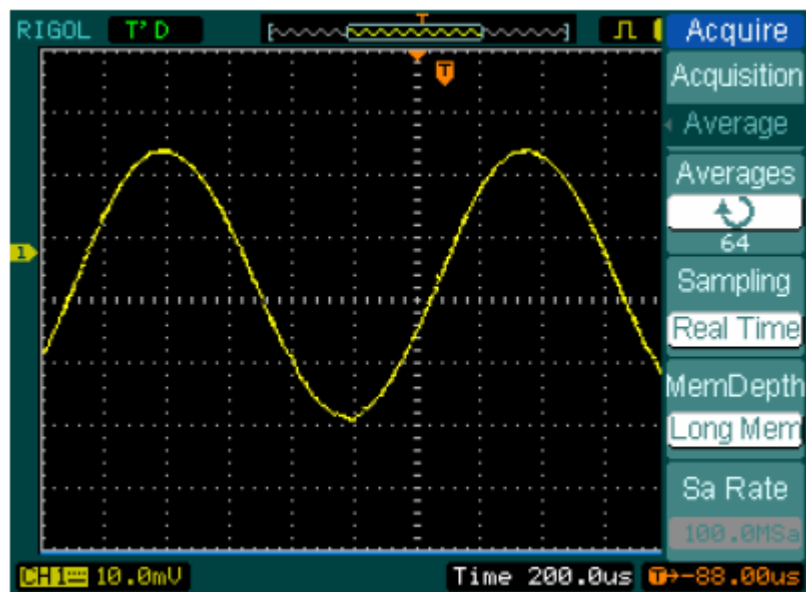 RIGOL T'D T Acquire
T
Acquisition
Average
Averages
64
1
Sampling
Real Time
MemDepth
Long Mem
Sa Rate
100.0MSa
CH1 10.0mV Time 200.0us T→-88.00us